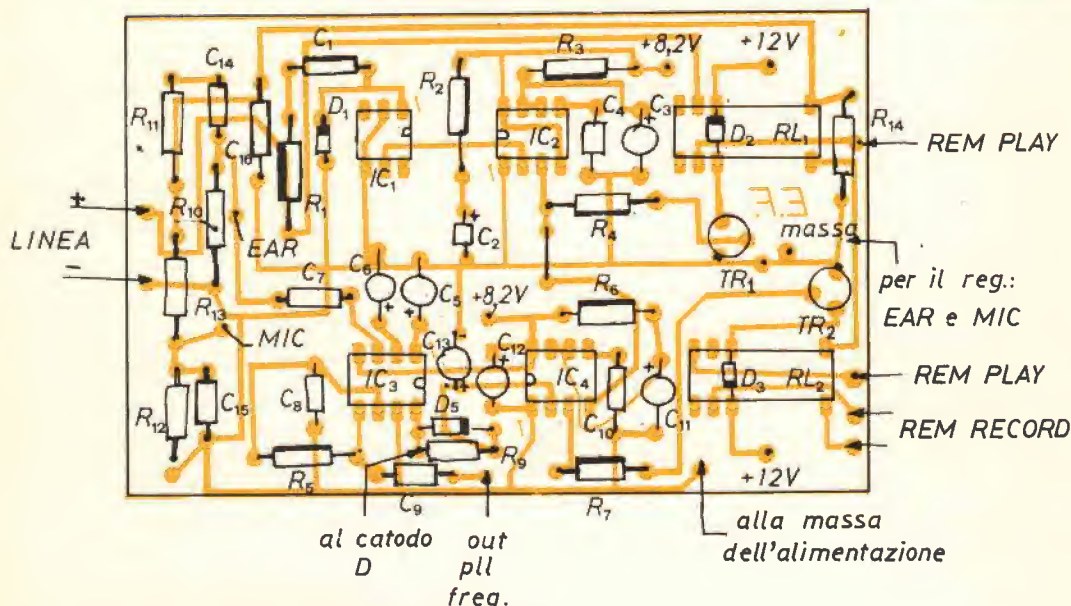 C1
C14
R3
+8,2V
+12V
R2
D1
C4
C3
R11
IC2
D2
RL1
R14
C16
IC1
REM PLAY
R10
R1
+
LINEA
-
EAR
C2
R4
E.E.
massa
C7
C6
C5
+8,2V
R6
TR1
per il reg.:
EAR e MIC
R13
MIC
C13
C12
TR2
IC3
IC4
D3
RL2
REM PLAY
R12
C15
C8
D5
C10
C11
REM RECORD
R5
R9
C9
R7
+12V
al catodo
D
out
pll
freq.
alla massa
dell'alimentazione